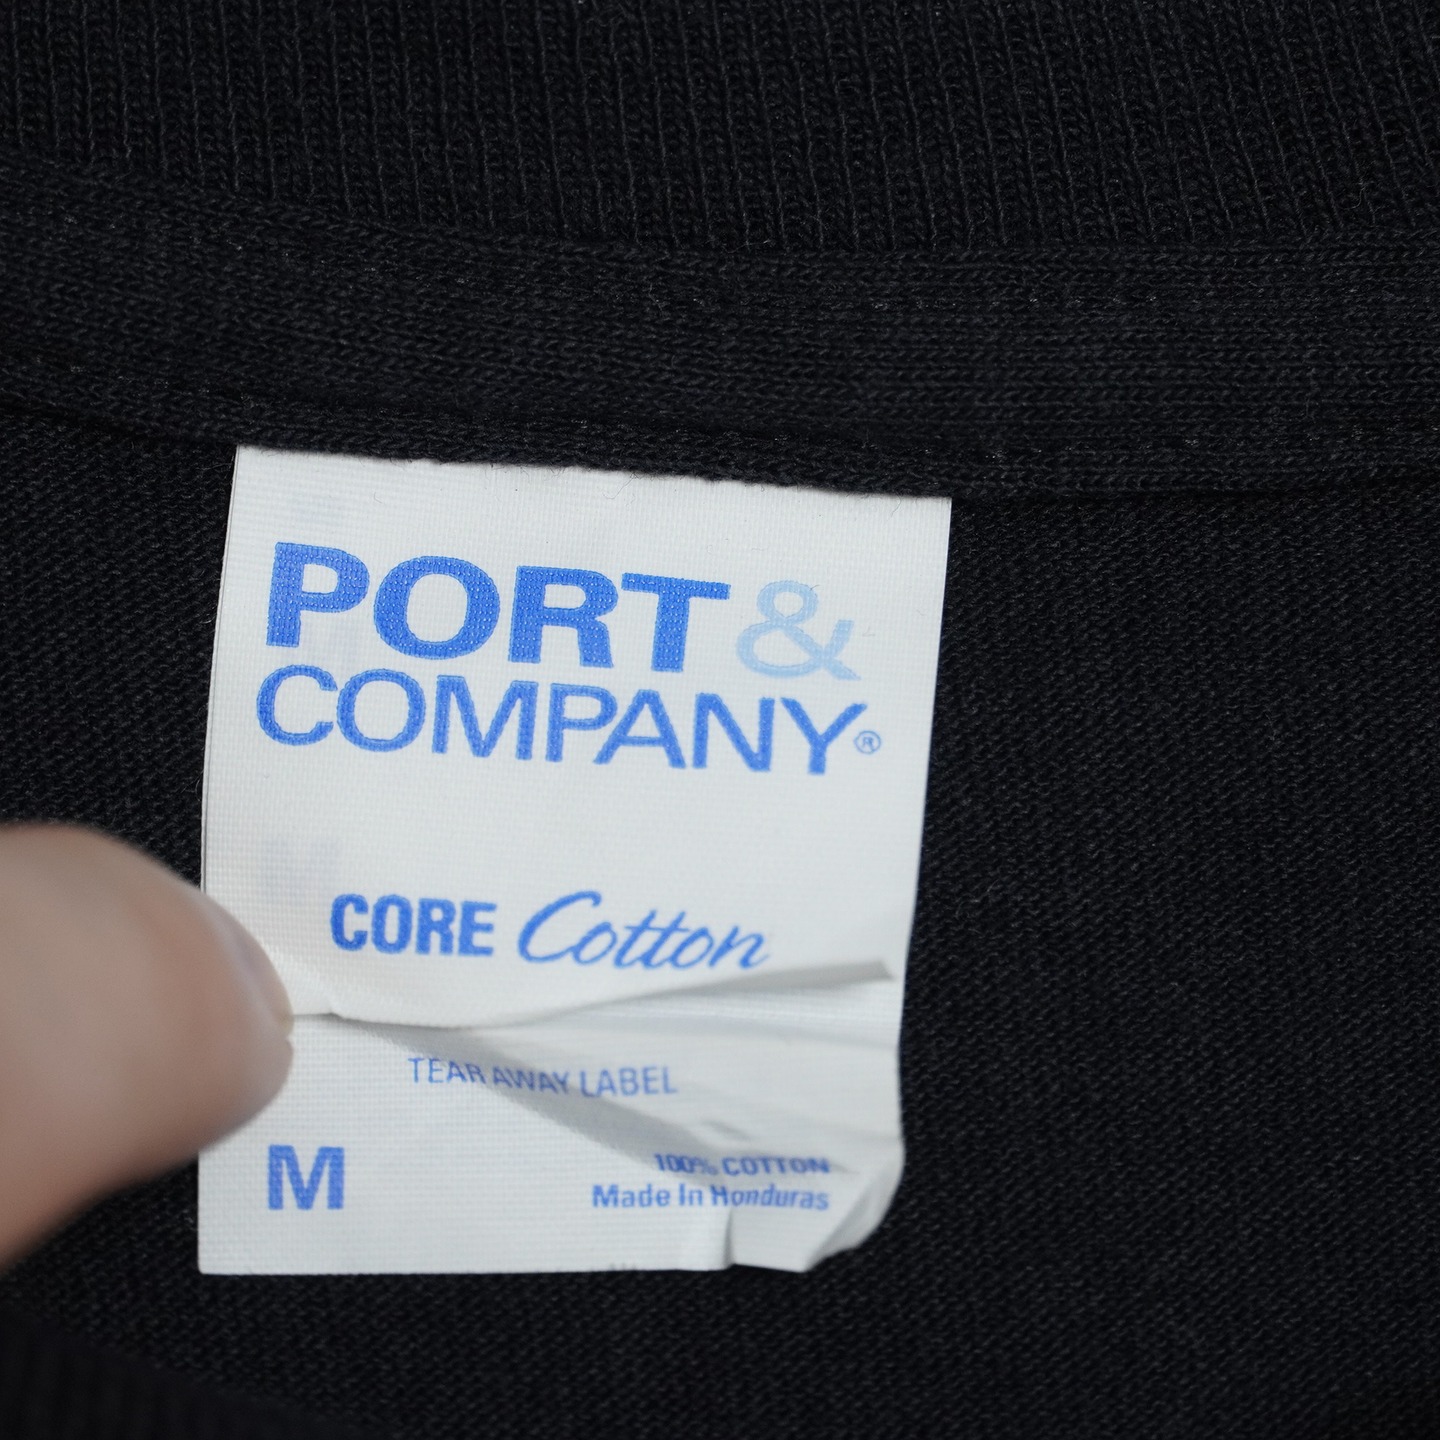 PORT &
COMPANY®
CORE Cotton
TEAR AWAY LABEL
M
100% COTTON
Made In Honduras